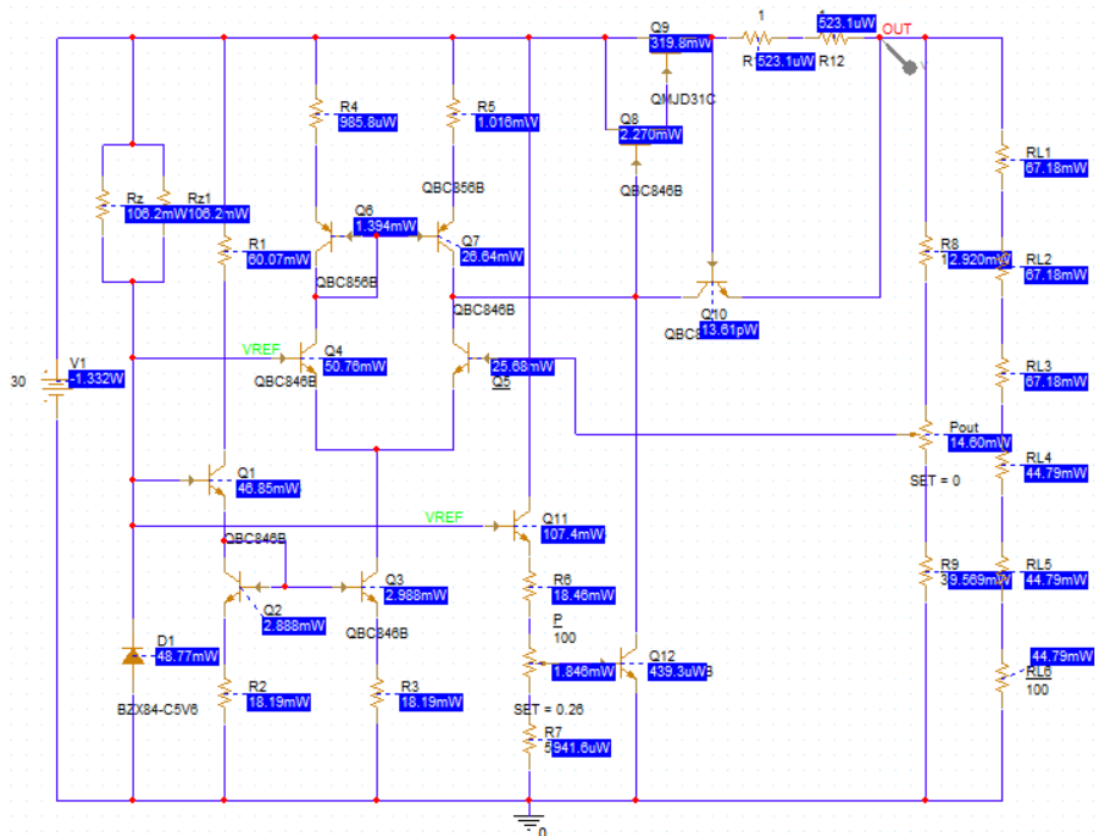 Q9
319.8mW
1
523.1uW
OUT
R1
523.1uW
R12
QMJD31C
R4
985.8uW
R5
1.016mW
Q8
2.270mW
QBC856B
QBC846B
RL1
67.18mW
Rz
106.2mW
Rz1
106.2mW
Q6
1.394mW
Q7
26.64mW
R1
60.07mW
R8
12.920mW
RL2
67.18mW
QBC856B
QBC846B
Q10
13.61pW
VREF
Q4
50.76mW
25.68mW
Q5
QBC846B
30
V1
-1.332W
RL3
67.18mW
Pout
14.60mW
SET = 0
RL4
44.79mW
Q1
46.85mW
VREF
Q11
107.4mW
QBC846B
Q3
2.988mW
R6
18.46mW
R9
39.569mW
RL5
44.79mW
Q2
2.888mW
P
100
QBC846B
D1
48.77mW
1.846mW
Q12
439.3uW
44.79mW
RL6
100
BZX84-C5V6
R2
18.19mW
R3
18.19mW
SET = 0.26
R7
941.6uW
0